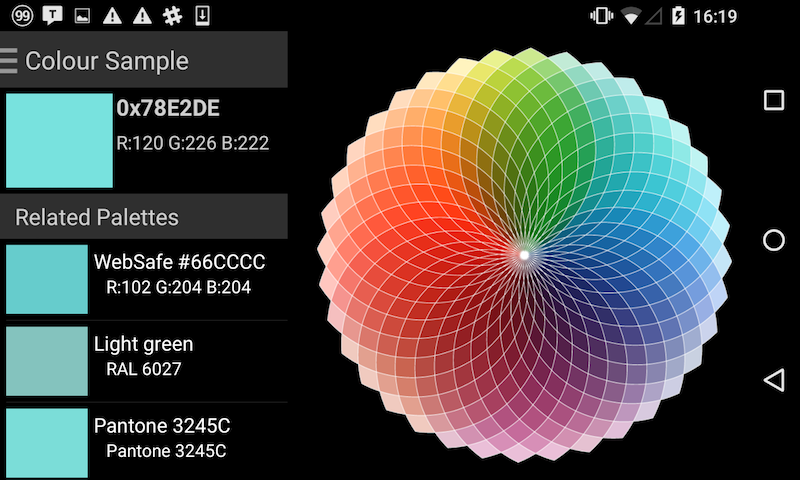 99 T 16:19
Colour Sample
0x78E2DE
R:120 G:226 B:222
Related Palettes
WebSafe #66CCCC
R:102 G:204 B:204
Light green
RAL 6027
Pantone 3245C
Pantone 3245C